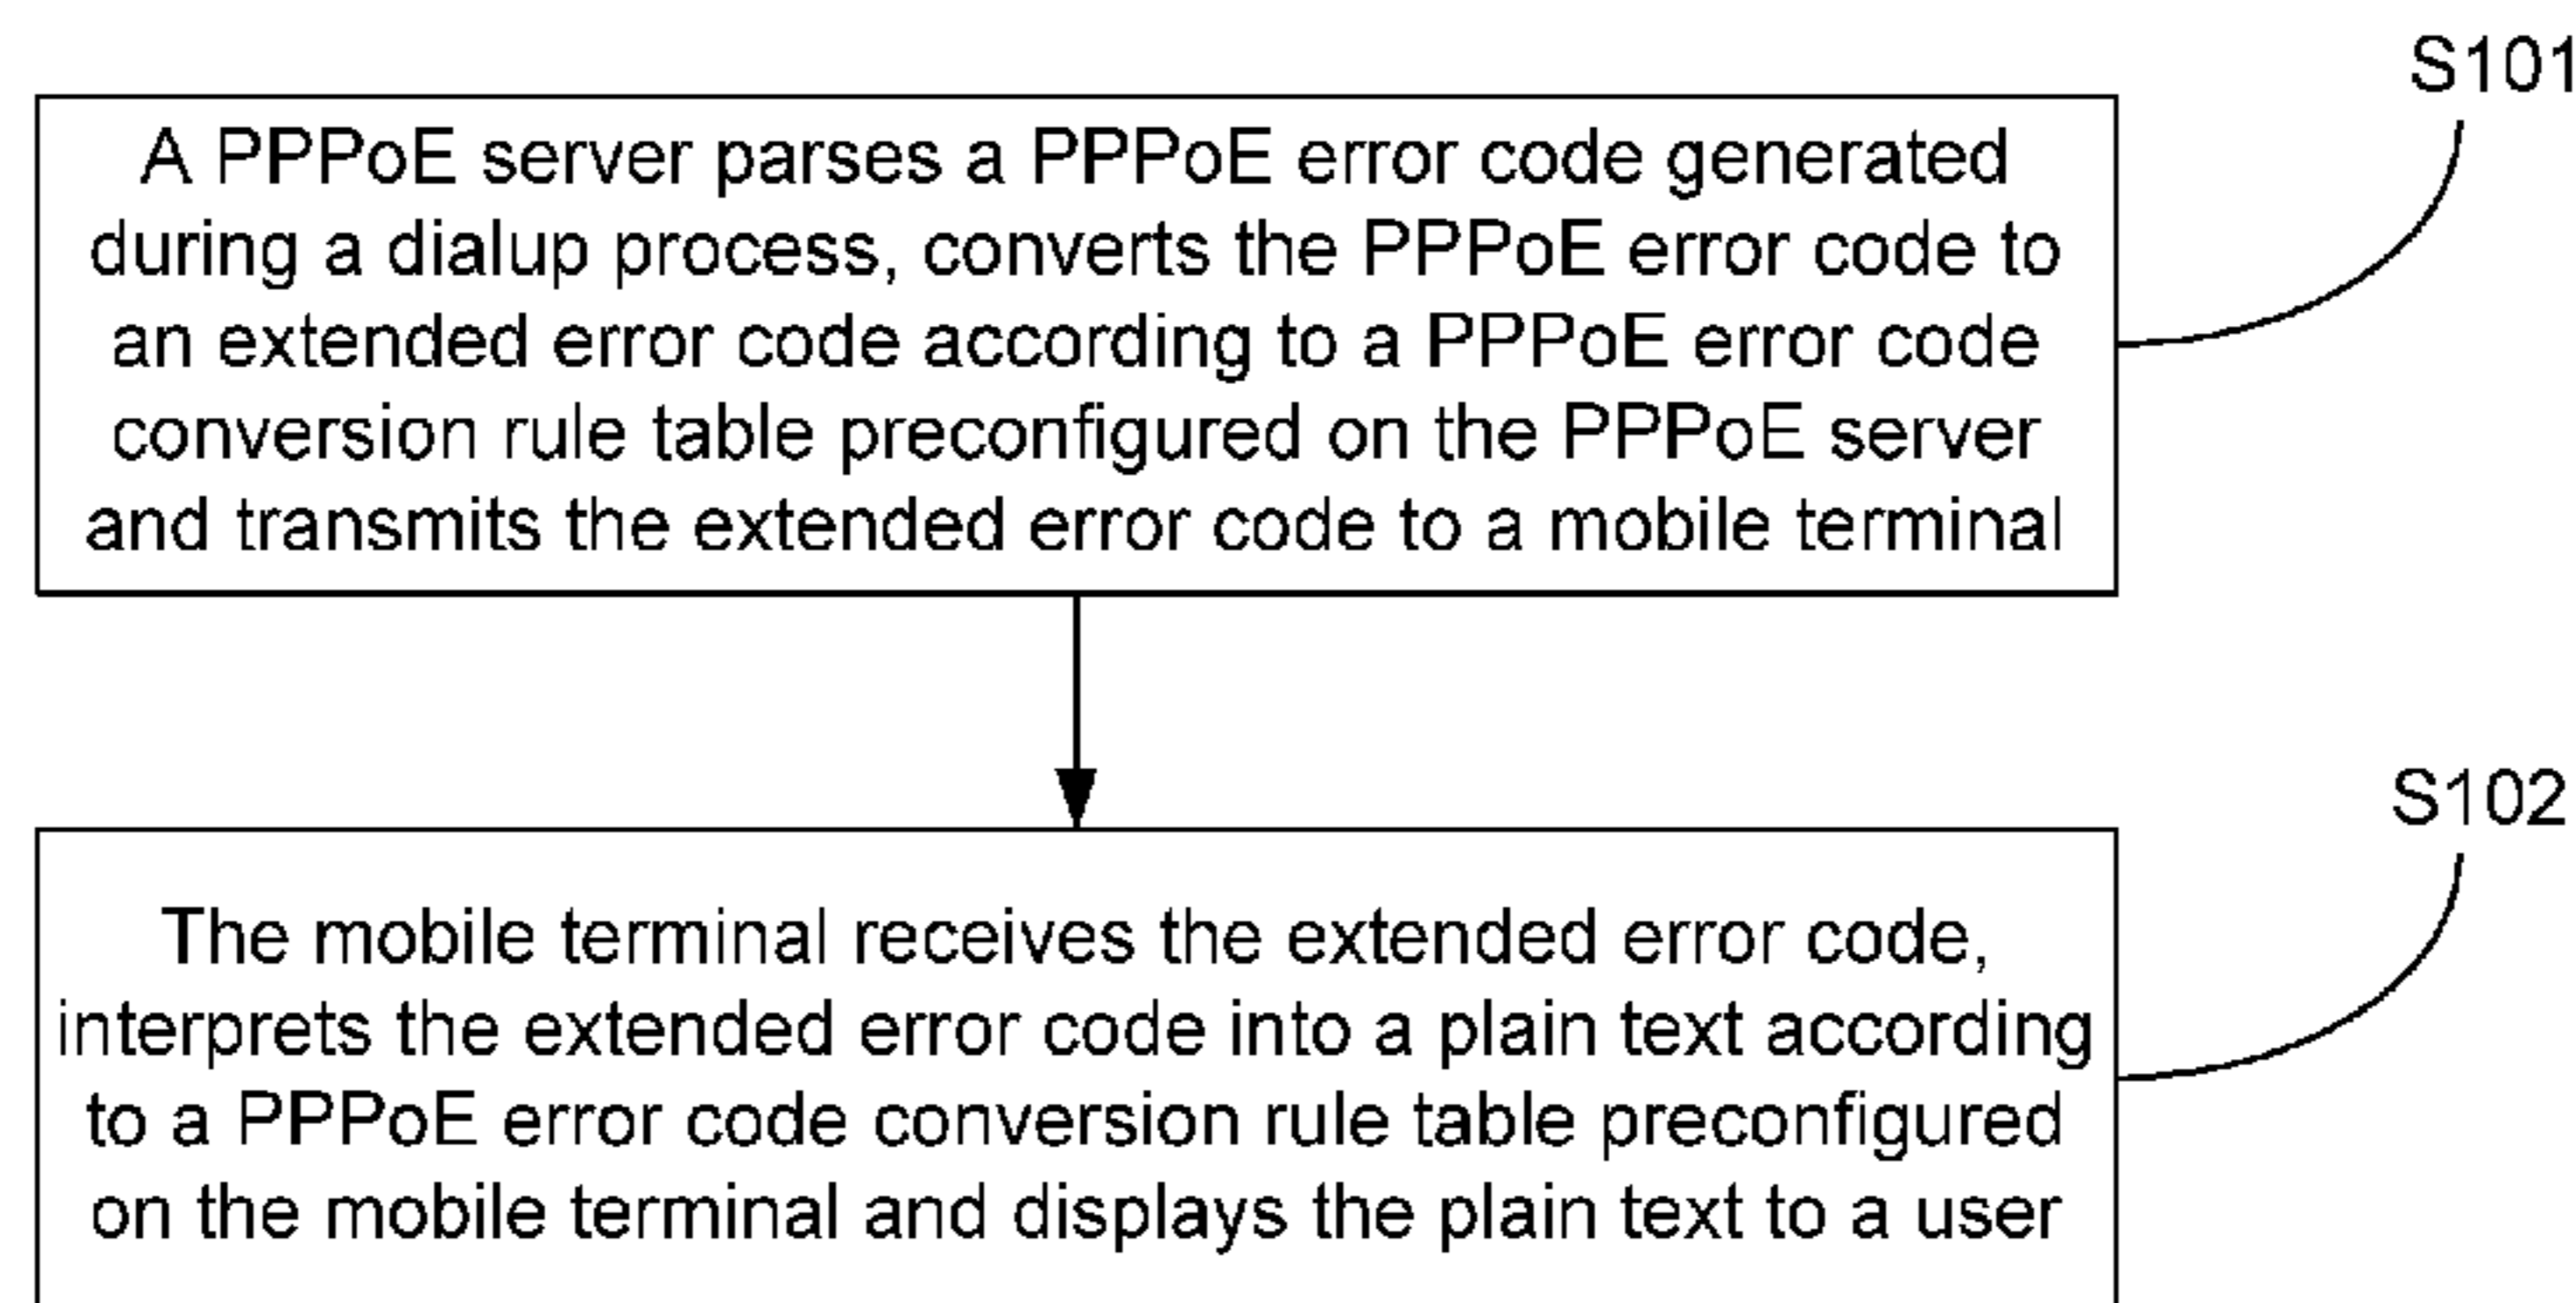 S101
A PPPoE server parses a PPPoE error code generated
during a dialup process, converts the PPPoE error code to
an extended error code according to a PPPoE error code
conversion rule table preconfigured on the PPPoE server
and transmits the extended error code to a mobile terminal
S102
The mobile terminal receives the extended error code,
interprets the extended error code into a plain text according
to a PPPoE error code conversion rule table preconfigured
on the mobile terminal and displays the plain text to a user